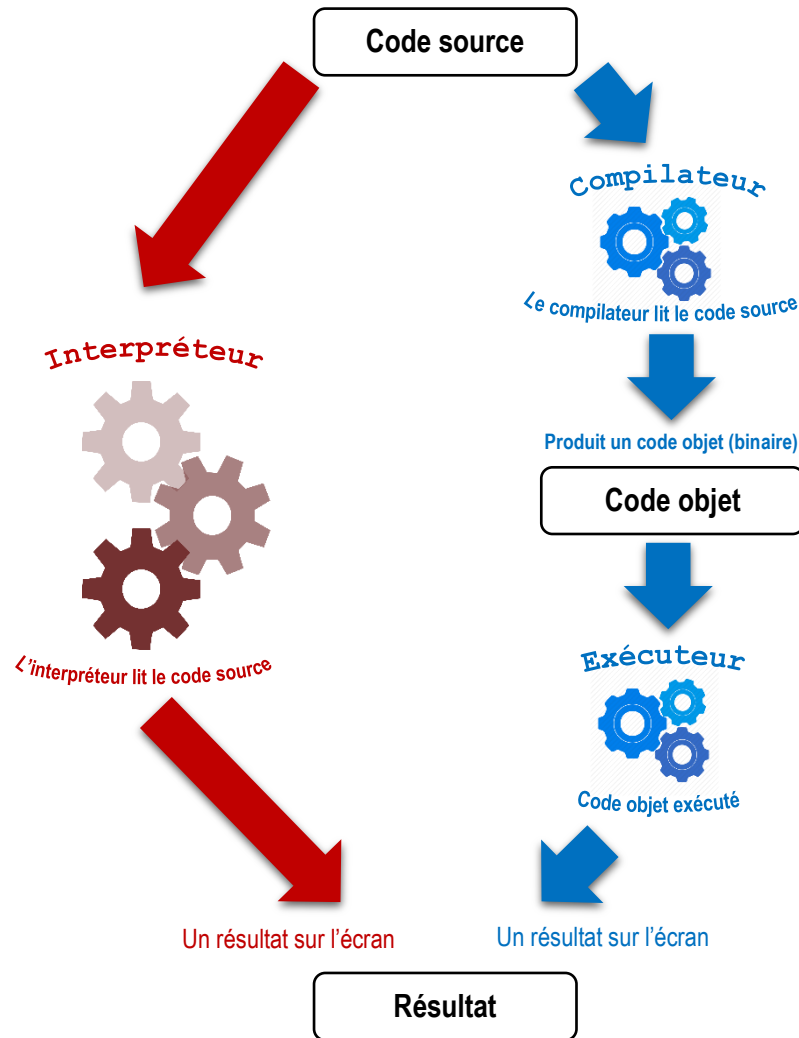 Code source
Compilateur
Le compilateur lit le code source
Interpréteur
Produit un code objet (binaire)
Code objet
Exécuteur
L'interpréteur lit le code source
Code objet exécuté
Un résultat sur l'écran
Un résultat sur l'écran
Résultat